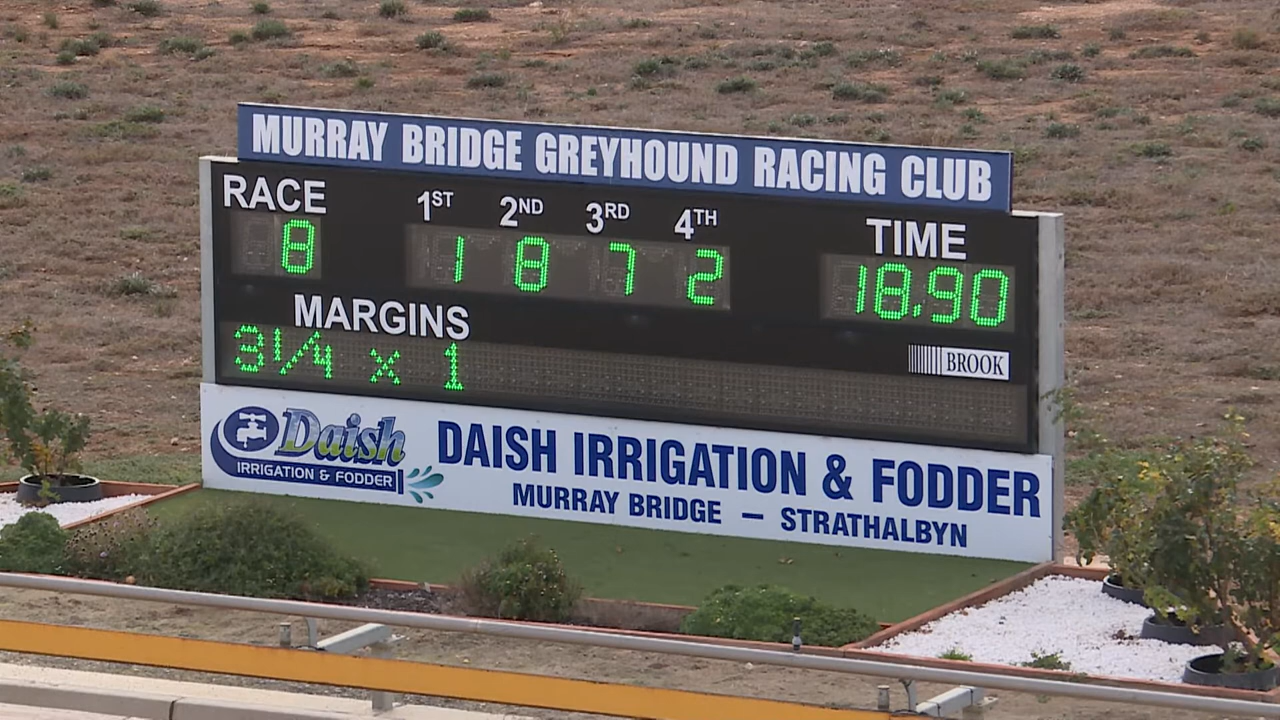 MURRAY BRIDGE GREYHOUND RACING CLUB
RACE 1ST 2ND 3RD 4TH TIME
8 1 8 7 2 18.90
MARGINS
3 1/4 x 1
BROOK
Daish
IRRIGATION & FODDER
DAISH IRRIGATION & FODDER
MURRAY BRIDGE – STRATHALBYN